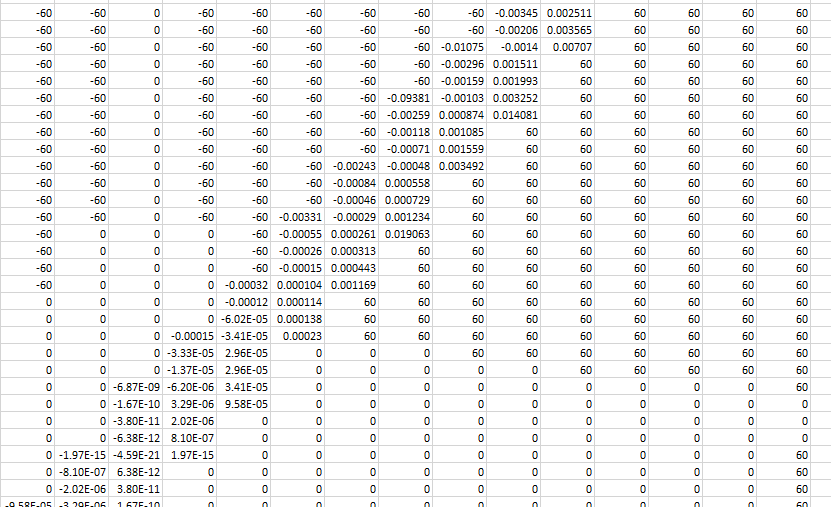 -60 -60 0 -60 -60 -60 -60 -60 -60 -0.00345 0.002511 60 60 60 60
-60 -60 0 -60 -60 -60 -60 -60 -60 -0.00206 0.003565 60 60 60 60
-60 -60 0 -60 -60 -60 -60 -60 -0.01075 -0.0014 0.00707 60 60 60 60
-60 -60 0 -60 -60 -60 -60 -60 -0.00296 0.001511 60 60 60 60 60
-60 -60 0 -60 -60 -60 -60 -60 -0.00159 0.001993 60 60 60 60 60
-60 -60 0 -60 -60 -60 -60 -0.09381 -0.00103 0.003252 60 60 60 60 60
-60 -60 0 -60 -60 -60 -60 -0.00259 0.000874 0.014081 60 60 60 60 60
-60 -60 0 -60 -60 -60 -60 -0.00118 0.001085 60 60 60 60 60 60
-60 -60 0 -60 -60 -60 -60 -0.00071 0.001559 60 60 60 60 60 60
-60 -60 0 -60 -60 -60 -0.00243 -0.00048 0.003492 60 60 60 60 60 60
-60 -60 0 -60 -60 -60 -0.00084 0.000558 60 60 60 60 60 60 60
-60 -60 0 -60 -60 -60 -0.00046 0.000729 60 60 60 60 60 60 60
-60 -60 0 -60 -60 -0.00331 -0.00029 0.001234 60 60 60 60 60 60 60
-60 0 0 0 -60 -0.00055 0.000261 0.019063 60 60 60 60 60 60 60
-60 0 0 0 -60 -0.00026 0.000313 60 60 60 60 60 60 60 60
-60 0 0 0 -60 -0.00015 0.000443 60 60 60 60 60 60 60 60
-60 0 0 0 -0.00032 0.000104 0.001169 60 60 60 60 60 60 60 60
0 0 0 0 -0.00012 0.000114 60 60 60 60 60 60 60 60 60
0 0 0 0 -6.02E-05 0.000138 60 60 60 60 60 60 60 60 60
0 0 0 -0.00015 -3.41E-05 0.00023 60 60 60 60 60 60 60 60 60
0 0 0 -3.33E-05 2.96E-05 0 0 0 60 60 60 60 60 60 60
0 0 0 -1.37E-05 2.96E-05 0 0 0 0 0 60 60 60 60 60
0 0 -6.87E-09 -6.20E-06 3.41E-05 0 0 0 0 0 0 0 0 0 60
0 0 -1.67E-10 3.29E-06 9.58E-05 0 0 0 0 0 0 0 0 0 0
0 0 -3.80E-11 2.02E-06 0 0 0 0 0 0 0 0 0 0 0
0 0 -6.38E-12 8.10E-07 0 0 0 0 0 0 0 0 0 0 0
0 -1.97E-15 -4.59E-21 1.97E-15 0 0 0 0 0 0 0 0 0 0 60
0 -8.10E-07 6.38E-12 0 0 0 0 0 0 0 0 0 0 0 60
0 -2.02E-06 3.80E-11 0 0 0 0 0 0 0 0 0 0 0 60
-9.58E-05 -3.29E-06 1.67E-10 0 0 0 0 0 0 0 0 0 0 0 60